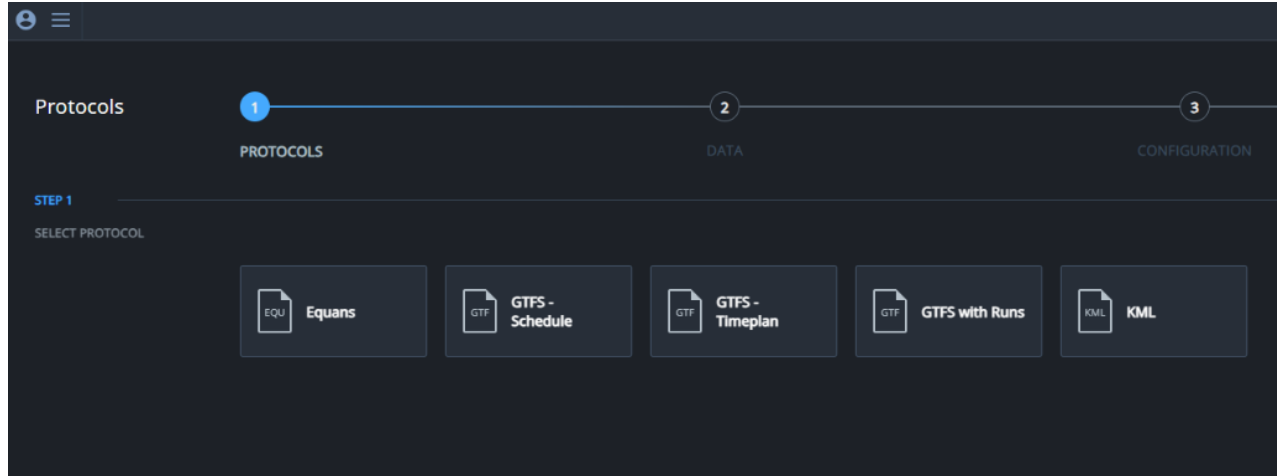 Protocols
1
2
3
PROTOCOLS
DATA
CONFIGURATION
STEP 1
SELECT PROTOCOL
EQU
Equans
GTF
GTFS -
Schedule
GTF
GTFS -
Timeplan
GTF
GTFS with Runs
KML
KML